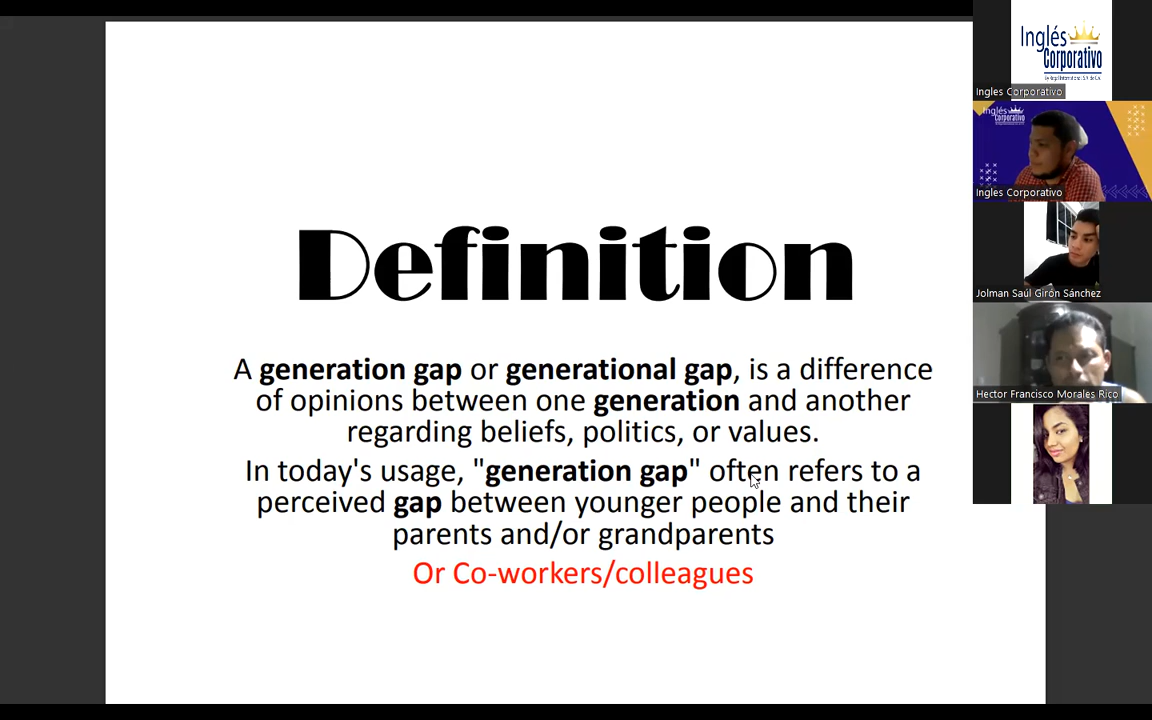 Definition
A generation gap or generational gap, is a difference
of opinions between one generation and another
regarding beliefs, politics, or values.
In today's usage, "generation gap" often refers to a
perceived gap between younger people and their
parents and/or grandparents
Or Co-workers/colleagues
Inglés
Corporativo
Ingles Corporativo
Inglés
Corporativo
Ingles Corporativo
Jolman Saúl Girón Sánchez
Hector Francisco Morales Rico